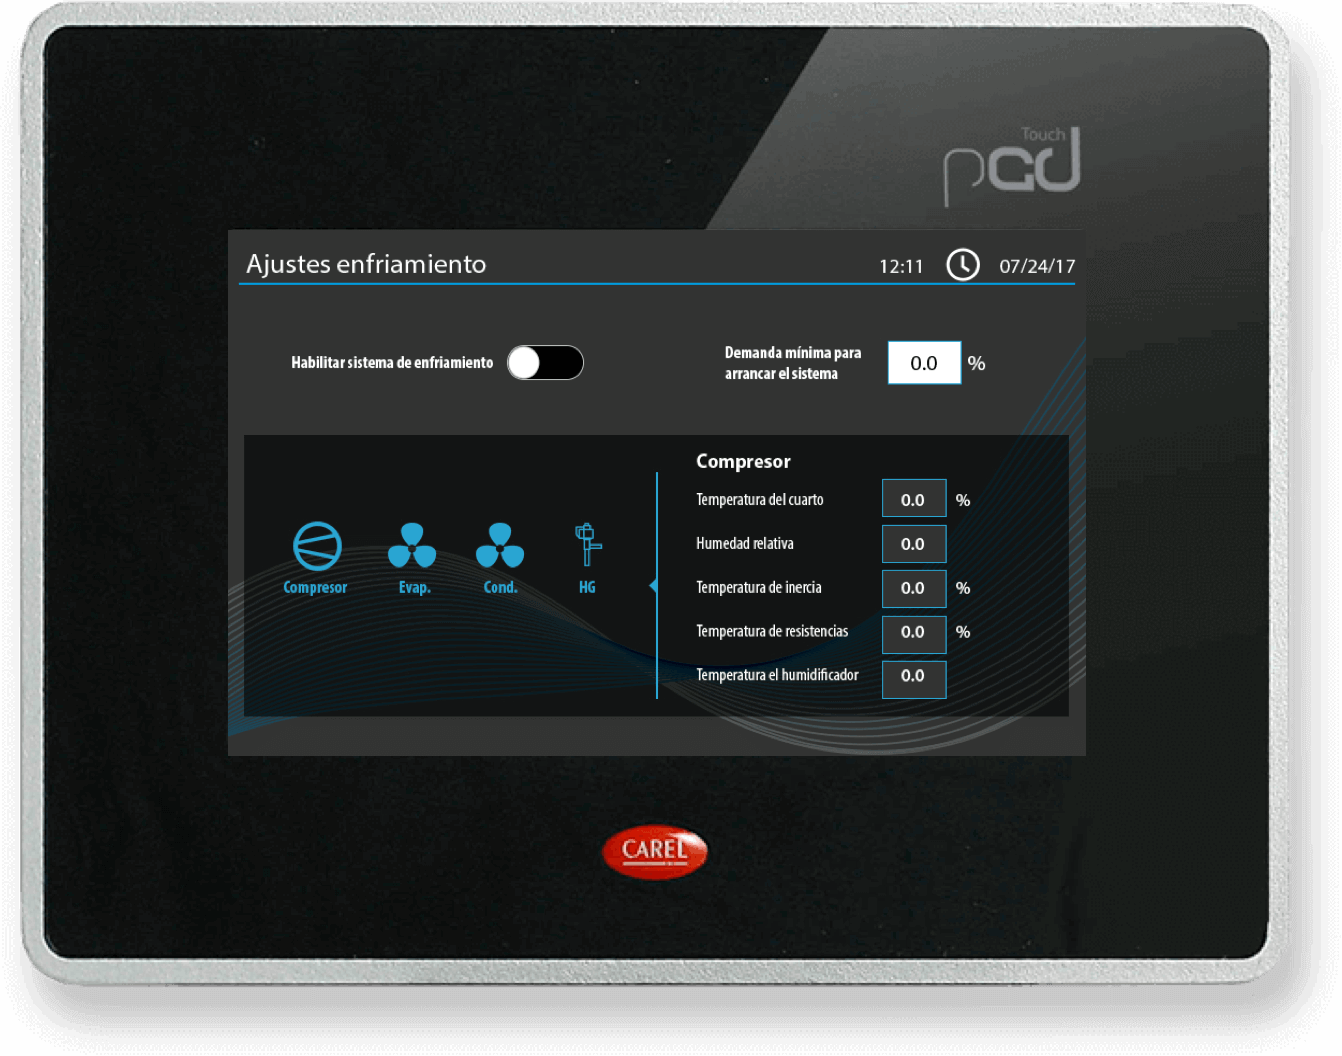 Touch
pGD
Ajustes enfriamiento
12:11
07/24/17
Habilitar sistema de enfriamiento
Demanda mínima para
arrancar el sistema
0.0 %
Compresor
Temperatura del cuarto 0.0 %
Humedad relativa 0.0
Temperatura de inercia 0.0 %
Temperatura de resistencias 0.0 %
Temperatura el humidificador 0.0
Compresor
Evap.
Cond.
HG
CAREL